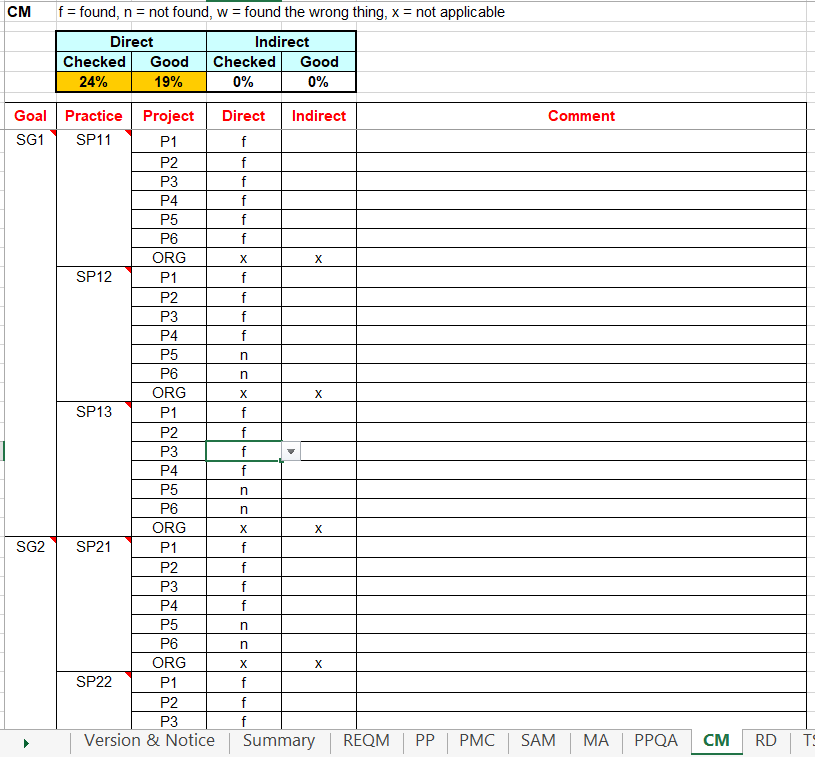 CM f = found, n = not found, w = found the wrong thing, x = not applicable
Direct Indirect
Checked Good Checked Good
24% 19% 0% 0%
Goal Practice Project Direct Indirect Comment
SG1 SP11 P1 f
P2 f
P3 f
P4 f
P5 f
P6 f
ORG x x
SP12 P1 f
P2 f
P3 f
P4 f
P5 n
P6 n
ORG x x
SP13 P1 f
P2 f
P3 f
P4 f
P5 n
P6 n
ORG x x
SG2 SP21 P1 f
P2 f
P3 f
P4 f
P5 n
P6 n
ORG x x
SP22 P1 f
P2 f
P3 f
Version & Notice Summary REQM PP PMC SAM MA PPQA CM RD